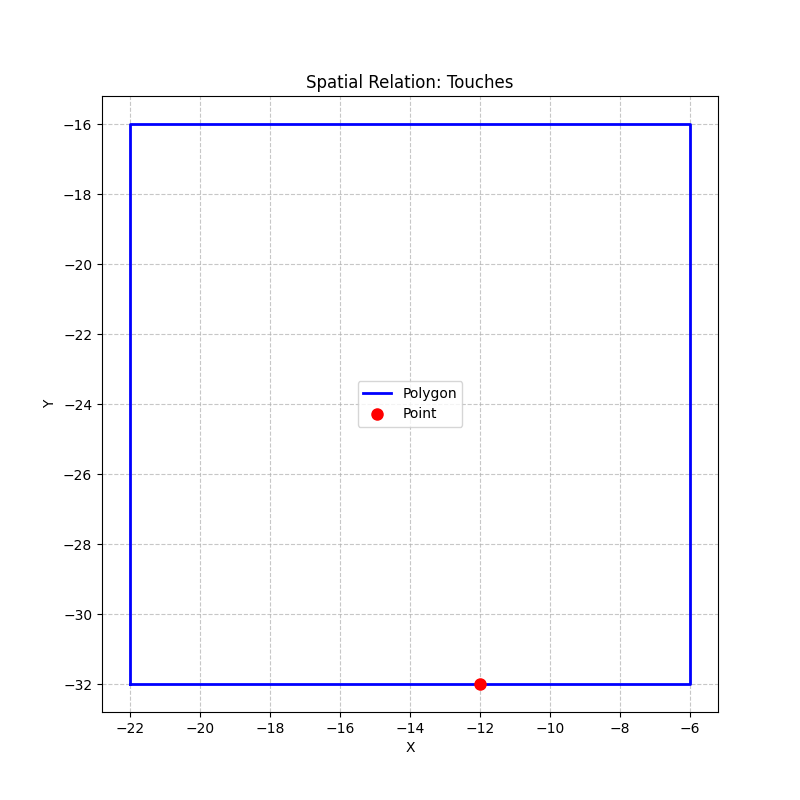 Spatial Relation: Touches
−16
−18
−20
−22
−24
−26
−28
−30
−32
Y
Polygon
Point
−22 −20 −18 −16 −14 −12 −10 −8 −6
X